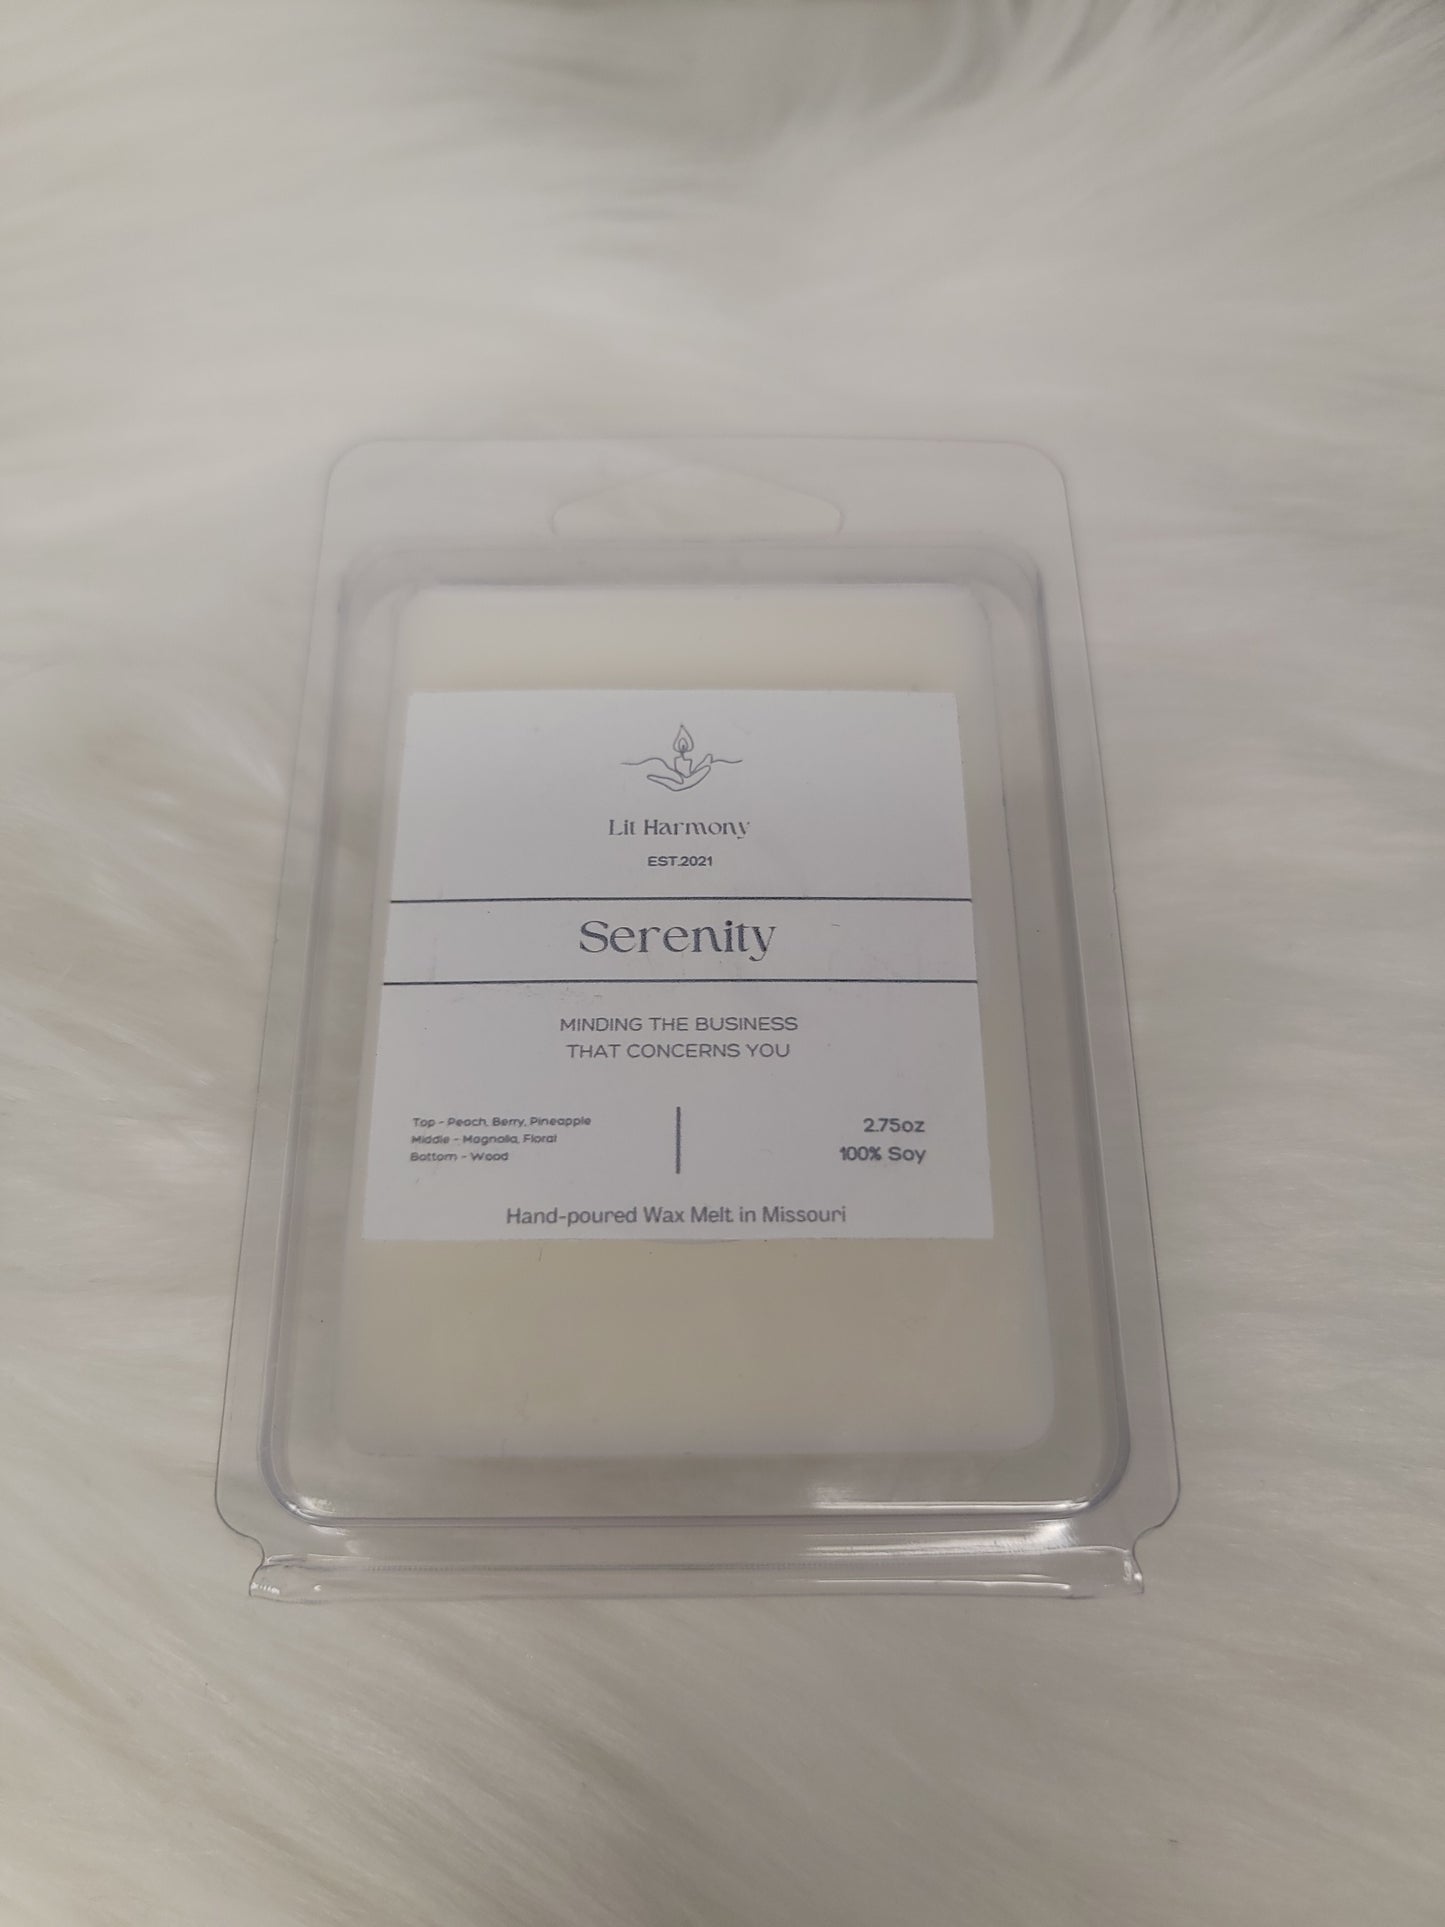 Lit Harmony
EST.2021
Serenity
MINDING THE BUSINESS
THAT CONCERNS YOU
Top - Peach, Berry, Pineapple
Middle - Magnolia, Floral
Bottom - Wood
2.75oz
100% Soy
Hand-poured Wax Melt in Missouri